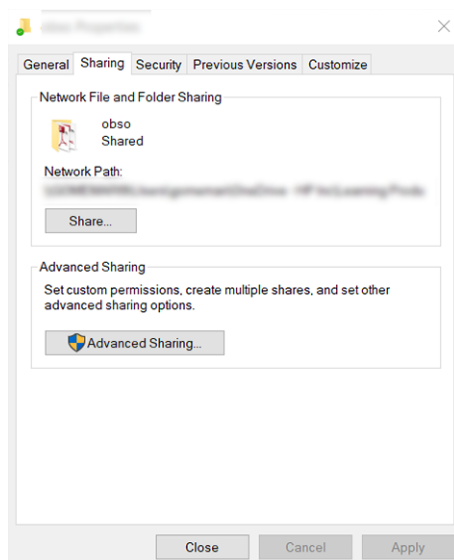 General Sharing Security Previous Versions Customize
Network File and Folder Sharing
obso
Shared
Network Path:
Share...
Advanced Sharing
Set custom permissions, create multiple shares, and set other
advanced sharing options.
Advanced Sharing...
Close Cancel Apply